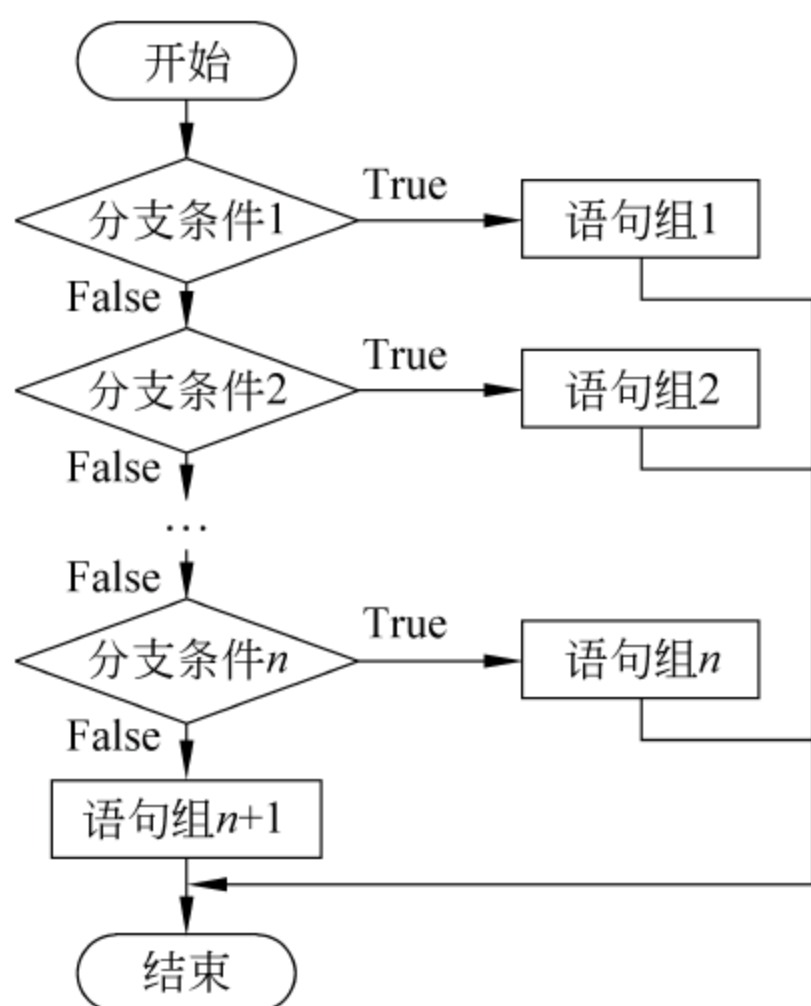 开始
True
分支条件1
语句组1
False
True
分支条件2
语句组2
False
…
False
True
分支条件n
语句组n
False
语句组n+1
结束